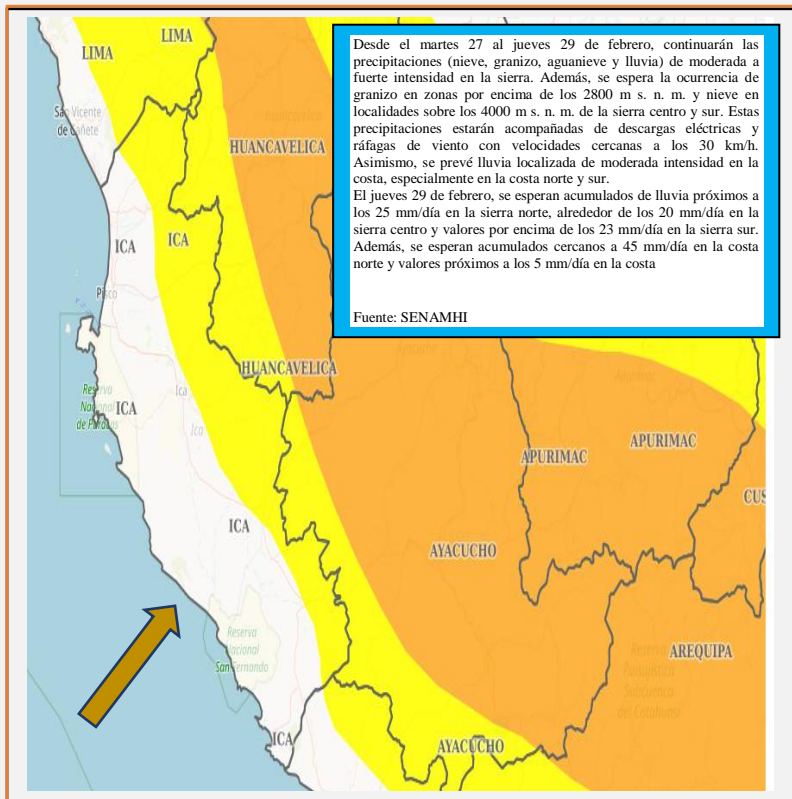 LIMA
LIMA
Desde el martes 27 al jueves 29 de febrero, continuarán las
precipitaciones (nieve, granizo, aguanieve y lluvia) de moderada a
fuerte intensidad en la sierra. Además, se espera la ocurrencia de
granizo en zonas por encima de los 2800 m s. n. m. y nieve en
localidades sobre los 4000 m s. n. m. de la sierra centro y sur. Estas
precipitaciones estarán acompañadas de descargas eléctricas y
ráfagas de viento con velocidades cercanas a los 30 km/h.
Asimismo, se prevé lluvia localizada de moderada intensidad en la
costa, especialmente en la costa norte y sur.
El jueves 29 de febrero, se esperan acumulados de lluvia próximos a
los 25 mm/día en la sierra norte, alrededor de los 20 mm/día en la
sierra centro y valores por encima de los 23 mm/día en la sierra sur.
Además, se esperan acumulados cercanos a 45 mm/día en la costa
norte y valores próximos a los 5 mm/día en la costa
Fuente: SENAMHI
San Vicente
de Cañete
HUANCAVELICA
ICA
ICA
Pisco
HUANCAVELICA
Reserva
Nacional
de Paracas
ICA
Ica
Ica
APURIMAC
APURIMAC
CUS
ICA
AYACUCHO
Reserva
Nacional
San Fernando
AREQUIPA
Reserva
Paisajística
Subcuenca
del Cotahuasi
ICA
AYACUCHO